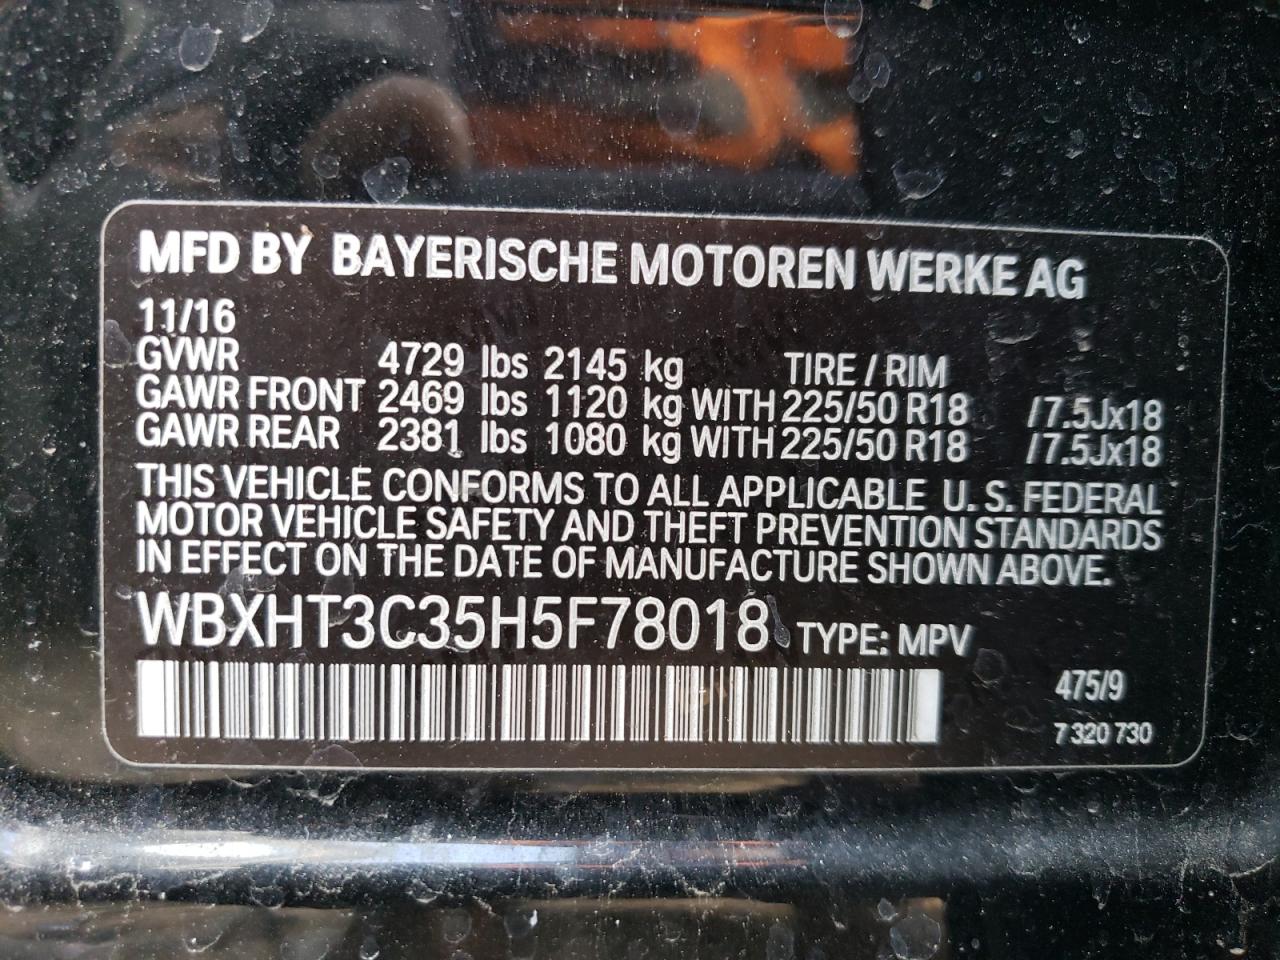 MFD BY BAYERISCHE MOTOREN WERKE AG
11/16
GVWR 4729 lbs 2145 kg TIRE / RIM
GAWR FRONT 2469 lbs 1120 kg WITH 225/50 R18 /7.5Jx18
GAWR REAR 2381 lbs 1080 kg WITH 225/50 R18 /7.5Jx18
THIS VEHICLE CONFORMS TO ALL APPLICABLE U.S. FEDERAL
MOTOR VEHICLE SAFETY AND THEFT PREVENTION STANDARDS
IN EFFECT ON THE DATE OF MANUFACTURE SHOWN ABOVE.
WBXHT3C35H5F78018 TYPE: MPV
475/9
7 320 730